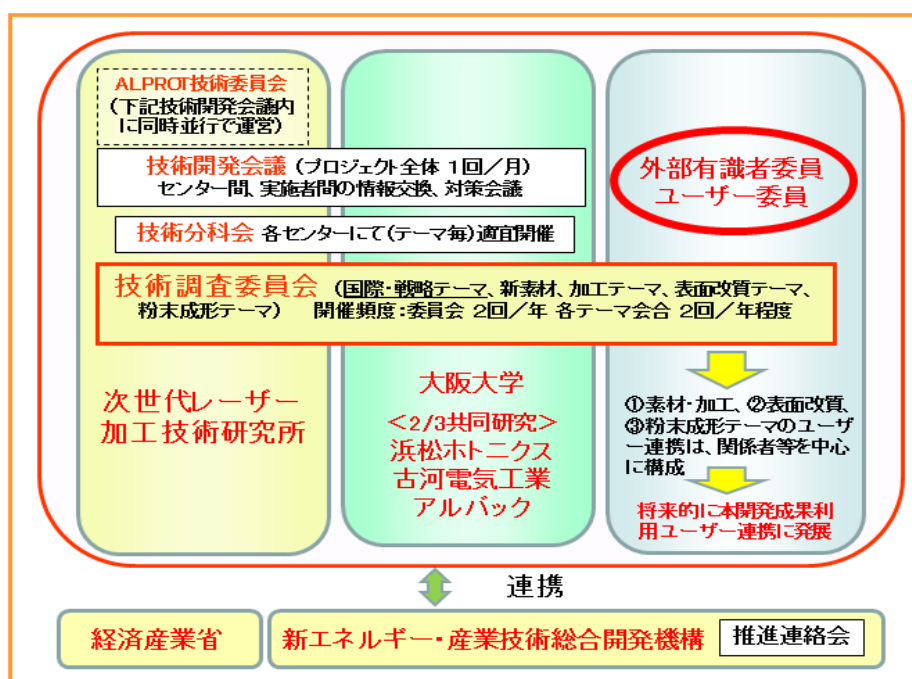 ALPROT技術委員会
(下記技術開発会議内
に同時並行で運営)
技術開発会議 (プロジェクト全体 1回/月)
センター間、実施者間の情報交換、対策会議
技術分科会 各センターにて(テーマ毎)適宜開催
外部有識者委員
ユーザー委員
技術調査委員会 (国際・戦略テーマ、新素材、加工テーマ、表面改質テーマ、
粉末成形テーマ) 開催頻度:委員会 2回/年 各テーマ会合 2回/年程度
次世代レーザー
加工技術研究所
大阪大学
<2/3共同研究>
浜松ホトニクス
古河電気工業
アルバック
①素材・加工、②表面改質、
③粉末成形テーマのユーザ
ー連携は、関係者等を中心
に構成
将来的に本開発成果利
用ユーザー連携に発展
連携
経済産業省
新エネルギー・産業技術総合開発機構 推進連絡会